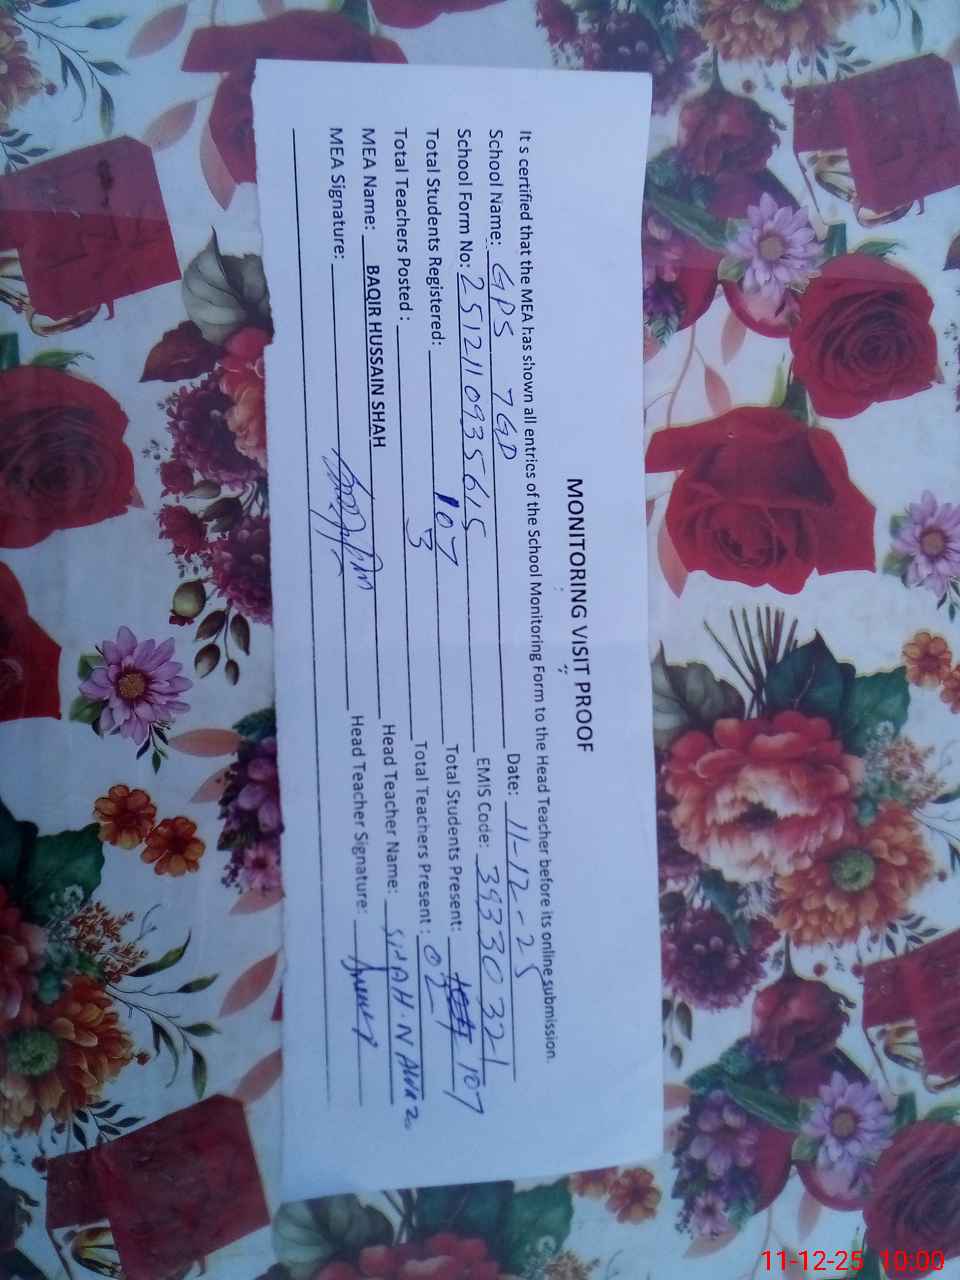 MONITORING VISIT PROOF
It s certified that the MEA has shown all entries of the School Monitoring Form to the Head Teacher before its online submission.
School Name: GPS 7GD Date: 11-12-25
School Form No: 2512110935615 EMIS Code: 39330321
Total Students Registered: 107 Total Students Present: 107
Total Teachers Posted : 3 Total Teachers Present : 02
MEA Name: BAQIR HUSSAIN SHAH Head Teacher Name: SHAH.NAWAZ
MEA Signature: Head Teacher Signature:
11-12-25 10:00